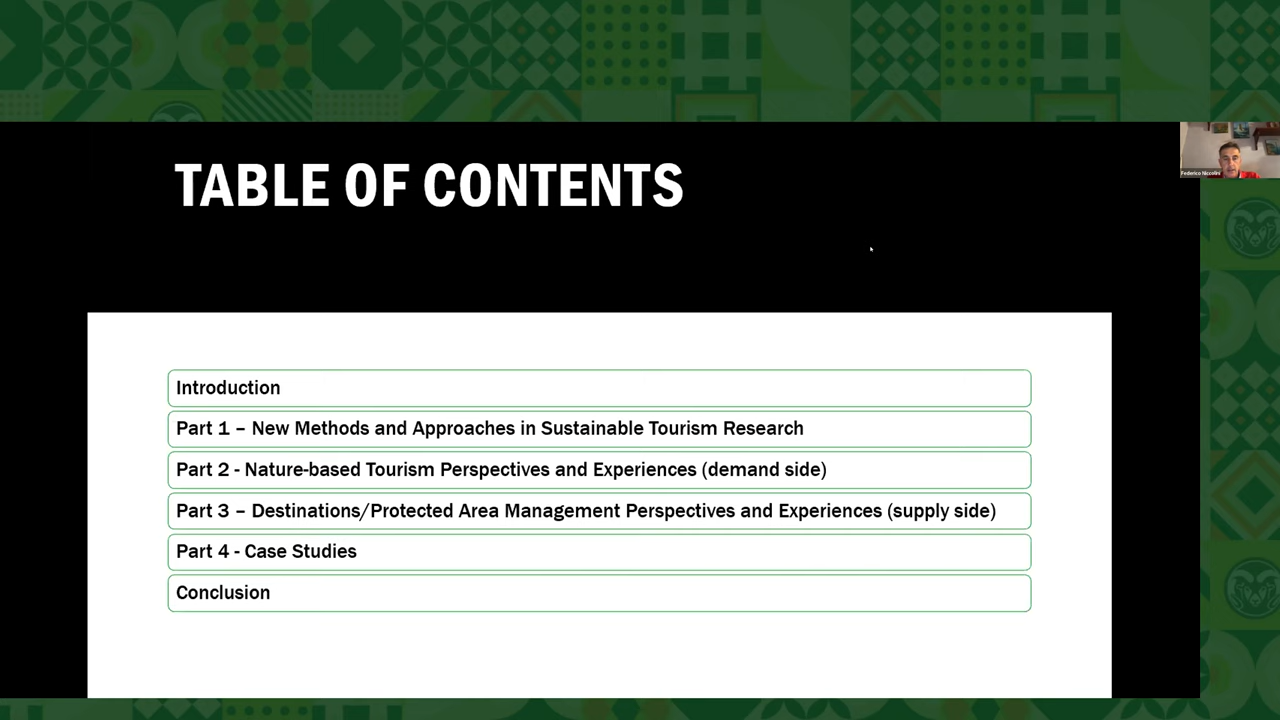 TABLE OF CONTENTS
Federico Niccolini
Introduction
Part 1 – New Methods and Approaches in Sustainable Tourism Research
Part 2 - Nature-based Tourism Perspectives and Experiences (demand side)
Part 3 – Destinations/Protected Area Management Perspectives and Experiences (supply side)
Part 4 - Case Studies
Conclusion